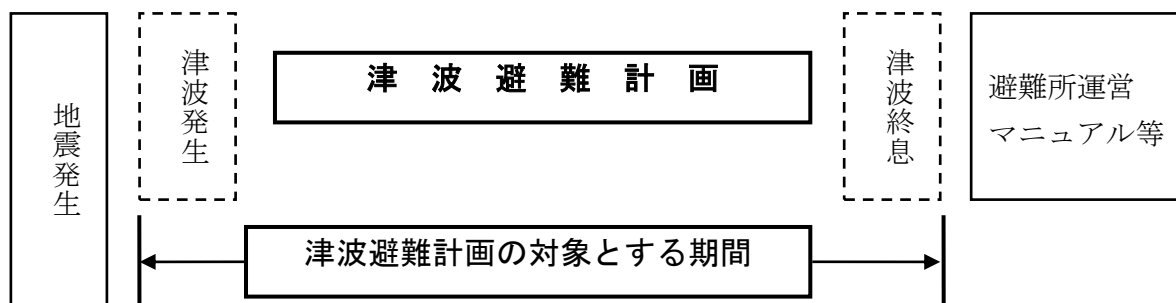 地震発生
津波発生
津波避難計画
津波終息
避難所運営
マニュアル等
津波避難計画の対象とする期間